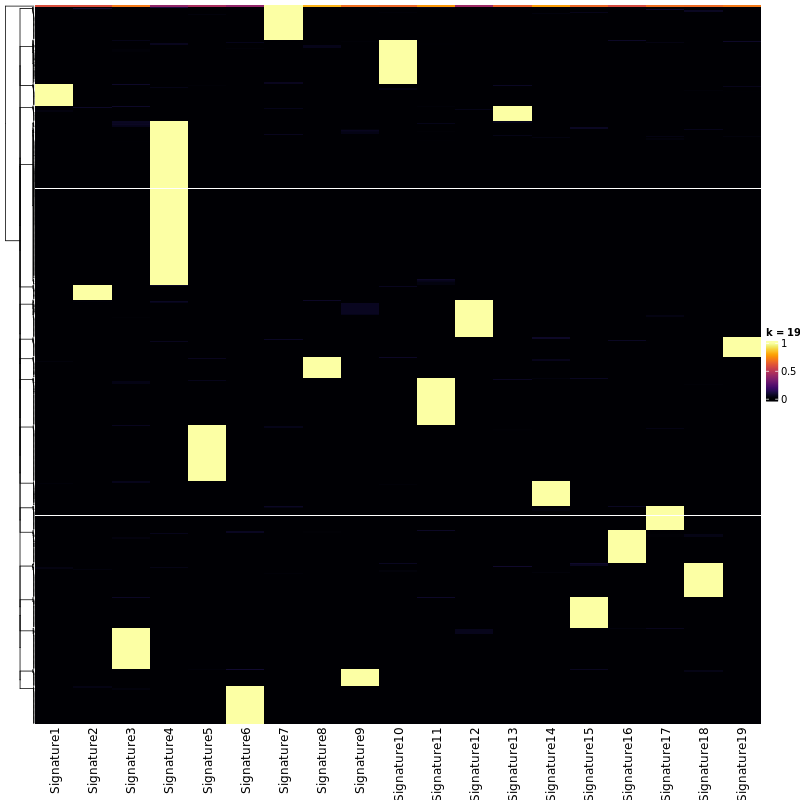 k = 19
1
0.5
0
Signature1
Signature2
Signature3
Signature4
Signature5
Signature6
Signature7
Signature8
Signature9
Signature10
Signature11
Signature12
Signature13
Signature14
Signature15
Signature16
Signature17
Signature18
Signature19